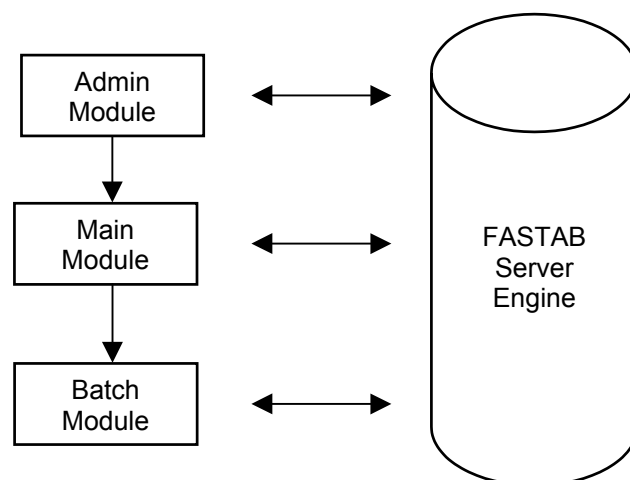 Admin
Module
Main
Module
FASTAB
Server
Engine
Batch
Module